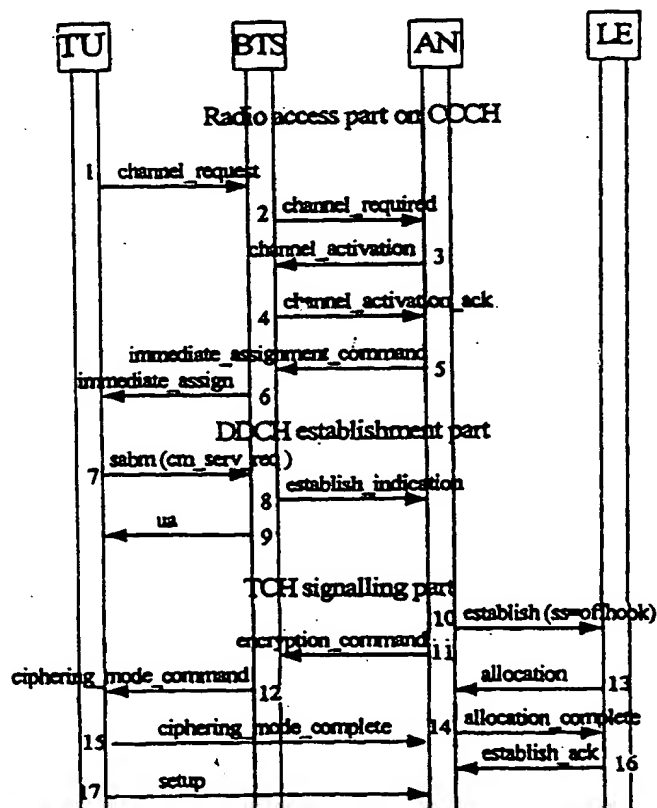 TU BTS AN LE
Radio access part on CCCH
1 channel_request
2 channel_required
channel_activation 3
4 channel_activation_ack
immediate_assignment_command 5
immediate_assign 6
DDCH establishment part
7 sabm (cm_serv_req)
8 establish_indication
ua 9
TCH signalling part
10 establish (ss=offhook)
encryption_command 11
ciphering_mode_command 12
allocation 13
14 allocation_complete
15 ciphering_mode_complete
establish_ack 16
17 setup